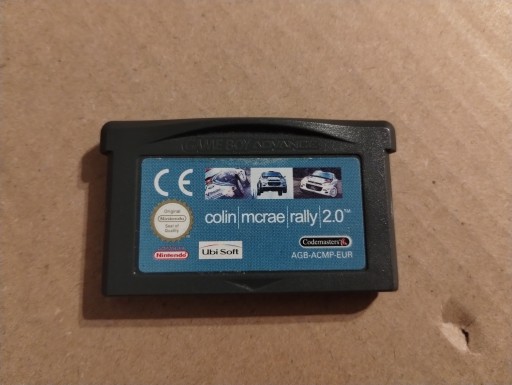 GAME BOY ADVANCE
CE
colin|mcrae|rally|2.0™
Original
Nintendo
Seal of
Quality
Nintendo
Ubi Soft
Codemasters
AGB-ACMP-EUR